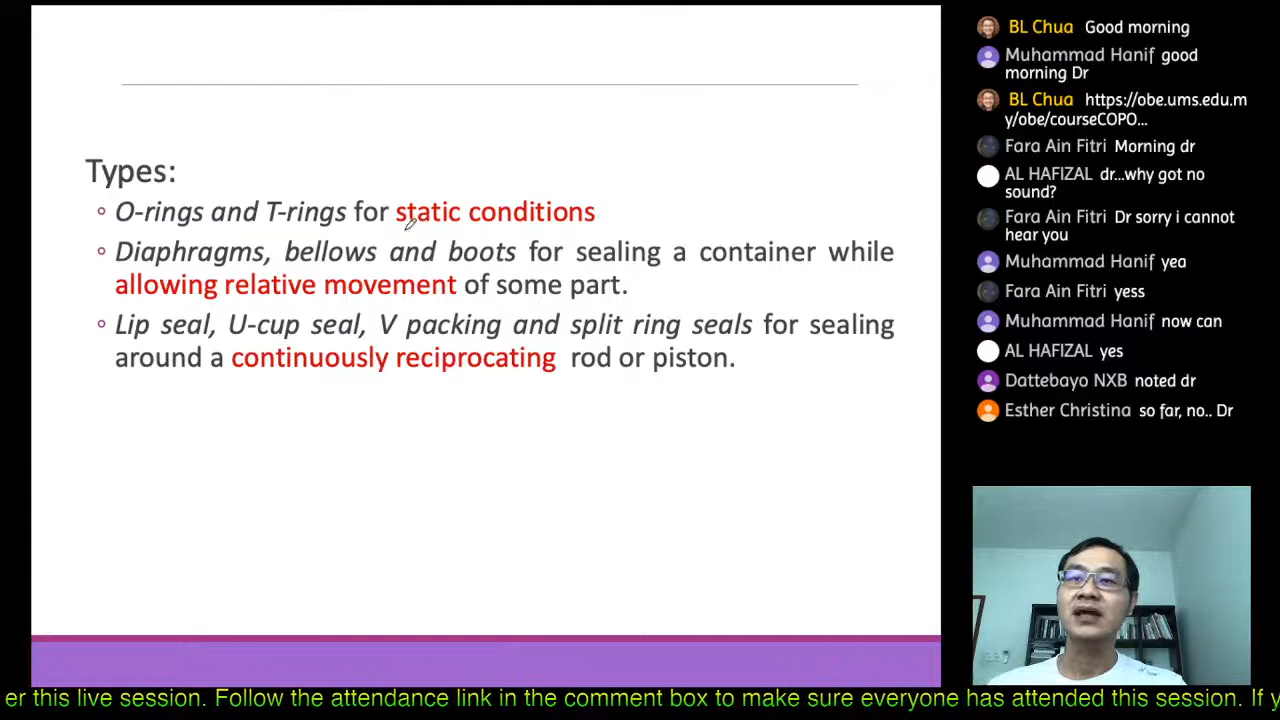 Types:
◦ O-rings and T-rings for static conditions
◦ Diaphragms, bellows and boots for sealing a container while
allowing relative movement of some part.
◦ Lip seal, U-cup seal, V packing and split ring seals for sealing
around a continuously reciprocating rod or piston.
BL Chua Good morning
Muhammad Hanif good
morning Dr
BL Chua https://obe.ums.edu.m
y/obe/courseCOPO...
Fara Ain Fitri Morning dr
AL HAFIZAL dr...why got no
sound?
Fara Ain Fitri Dr sorry i cannot
hear you
Muhammad Hanif yea
Fara Ain Fitri yess
Muhammad Hanif now can
AL HAFIZAL yes
Dattebayo NXB noted dr
Esther Christina so far, no.. Dr
er this live session. Follow the attendance link in the comment box to make sure everyone has attended this session. If y